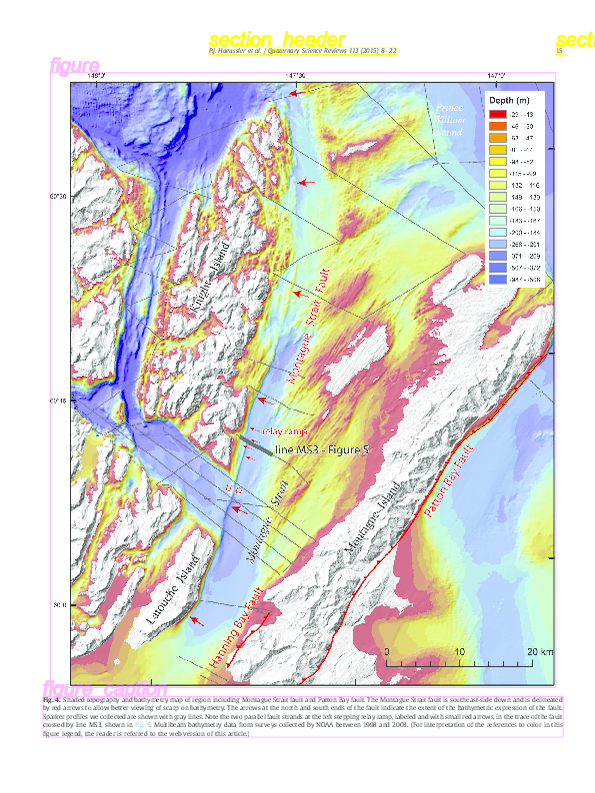 section_header
secti
P.J. Haeussler et al. / Quaternary Science Reviews 113 (2015) 8–22
15
figure
147°30'
147°0'
Prince
William
Sound
Depth (m)
60°15'
60°0'
Knight Island
Montague Strait Fault
relay ramp
line MS3 - Figure 5
Montague Strait
Montague Island
Patton Bay Fault
Latouche Island
Hanning Bay Fault
0 10 20 km
figure_caption
Fig. 4. Shaded topography and bathymetry map of region including Montague Strait fault and Patton Bay fault. The Montague Strait fault is southeast-side down and is delineated
by red arrows to allow better viewing of scarp on bathymetry. The arrows at the north and south ends of the fault indicate the extent of the bathymetric expression of the fault.
Sparker profiles we collected are shown with gray lines. Note the two parallel fault strands at the left stepping relay ramp, labeled and with small red arrows, in the trace of the fault
crossed by line MS3, shown in Fig. 5. Multibeam bathymetry data from surveys collected by NOAA between 1998 and 2003. (For interpretation of the references to color in this
figure legend, the reader is referred to the web version of this article.)